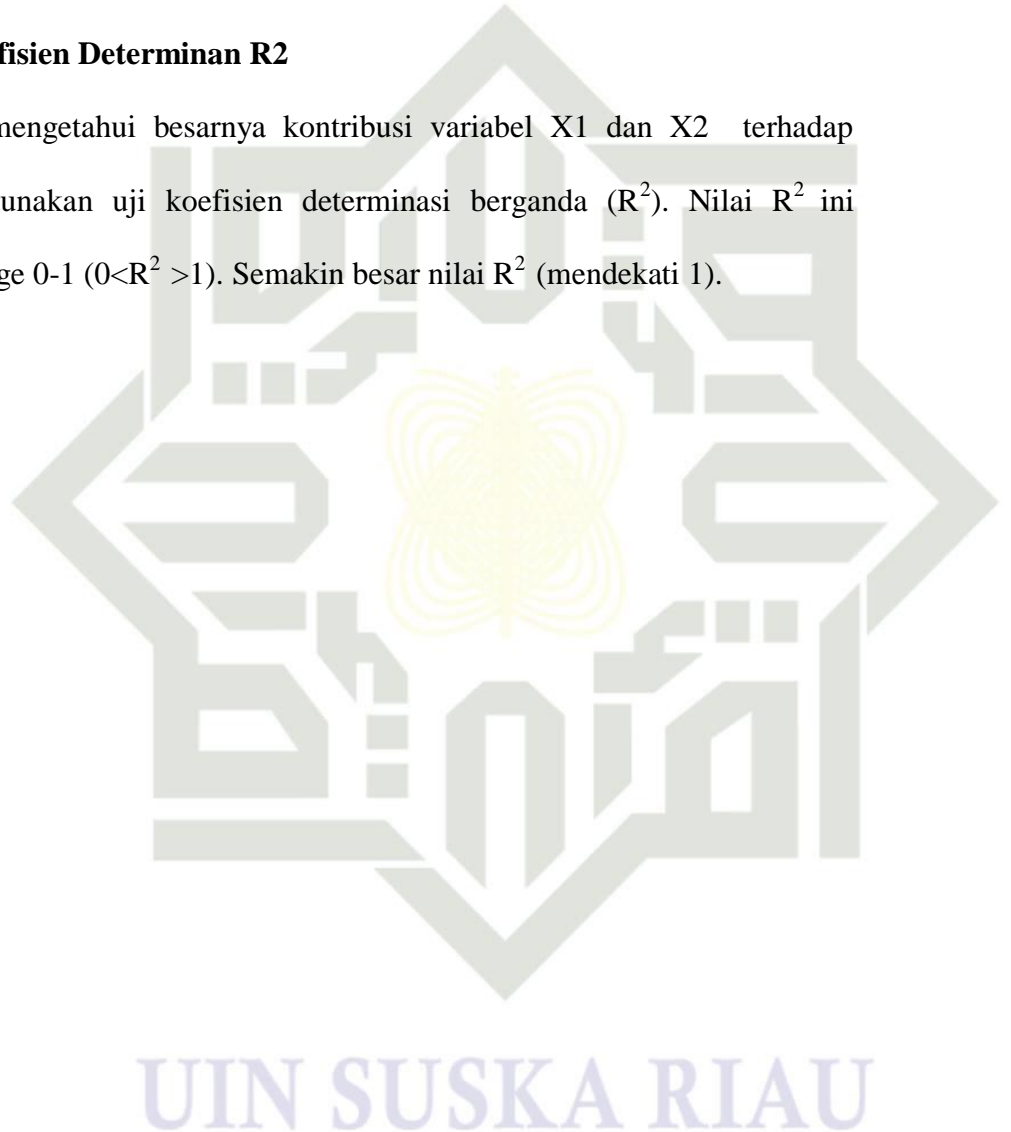 fisien Determinan R2
mengetahui besarnya kontribusi variabel X1 dan X2 terhadap
unakan uji koefisien determinasi berganda (R²). Nilai R² ini
ge 0-1 (0<R² >1). Semakin besar nilai R² (mendekati 1).
UIN SUSKA RIAU